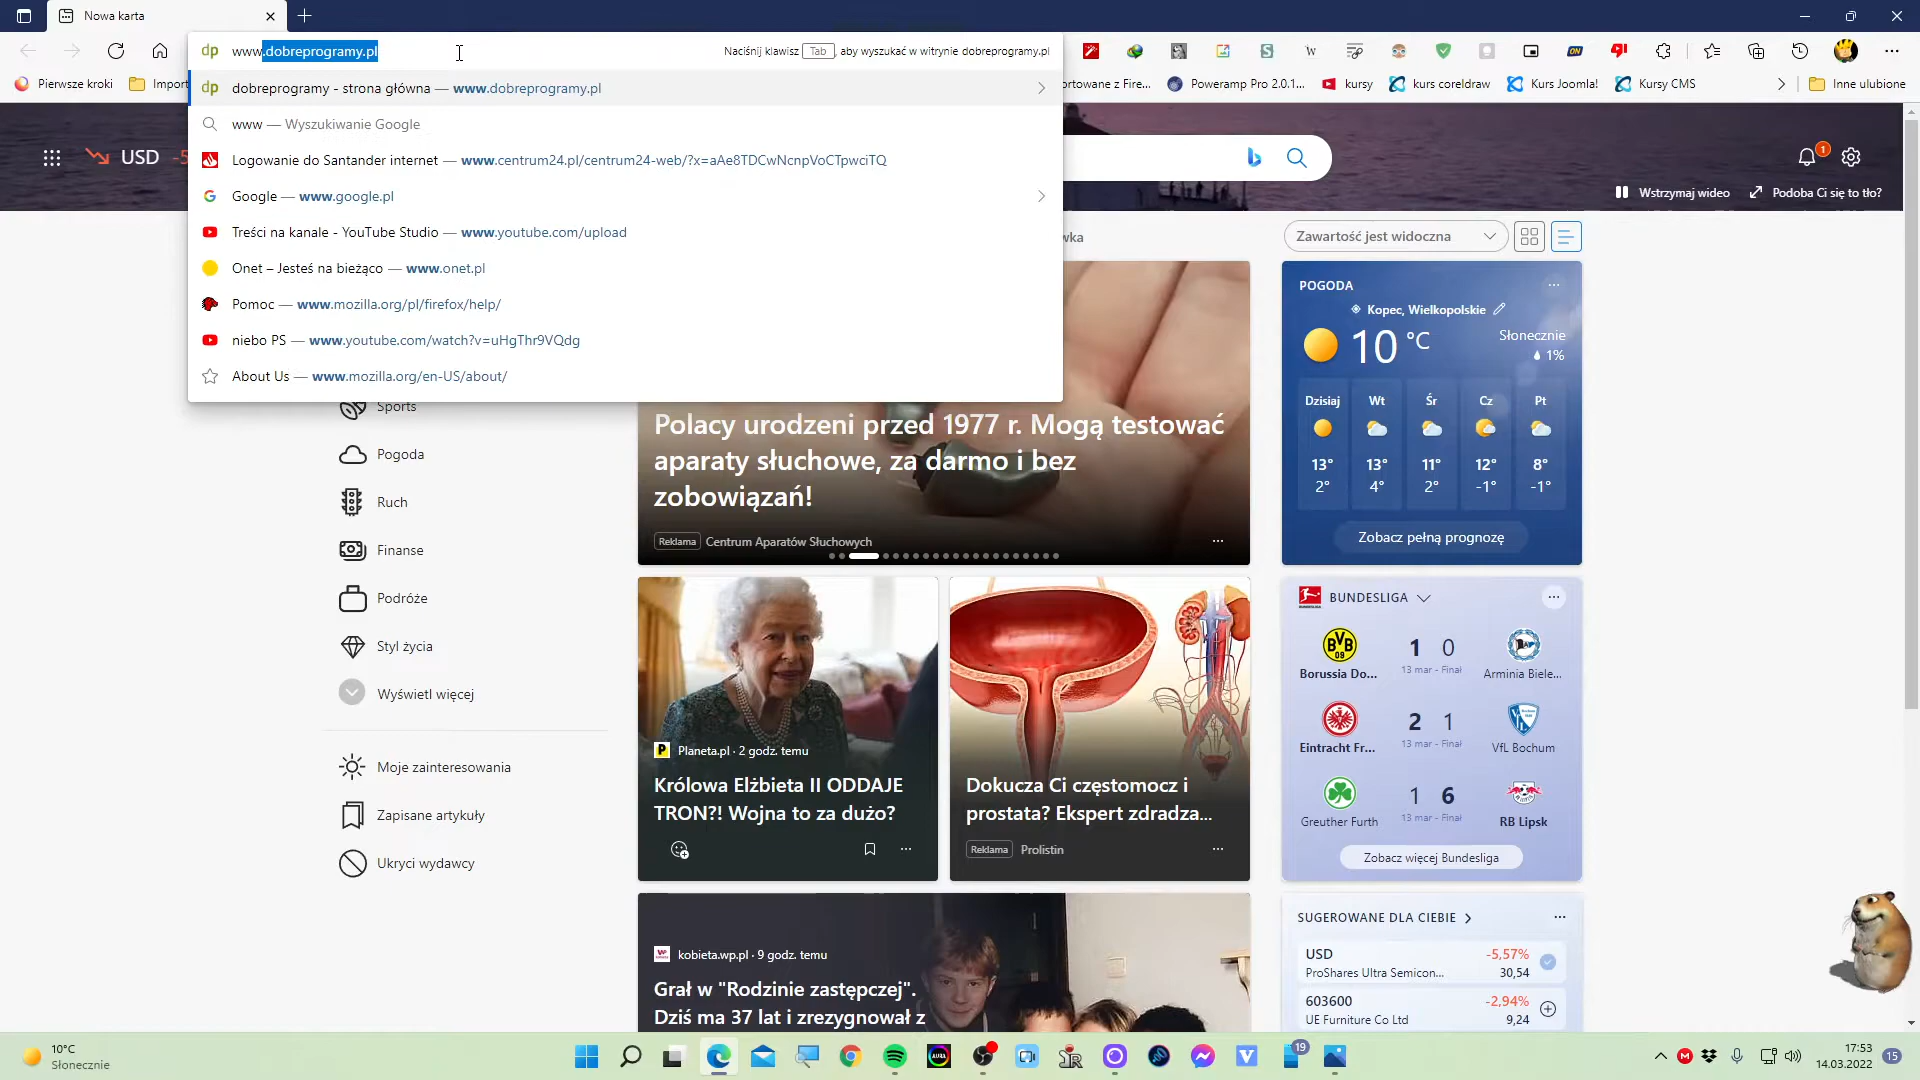 Nowa karta
www.dobreprogramy.pl
Naciśnij klawisz Tab, aby wyszukać w witrynie dobreprogramy.pl
Pierwsze kroki
Import
ortowane z Fire...
Poweramp Pro 2.0.1...
kursy
kurs coreldraw
Kurs Joomla!
Kursy CMS
Inne ulubione
dobreprogramy - strona główna — www.dobreprogramy.pl
www — Wyszukiwanie Google
Logowanie do Santander internet — www.centrum24.pl/centrum24-web/?x=aAe8TDCwNcnpVoCTpwciTQ
Google — www.google.pl
Treści na kanale - YouTube Studio — www.youtube.com/upload
Onet – Jesteś na bieżąco — www.onet.pl
Pomoc — www.mozilla.org/pl/firefox/help/
niebo PS — www.youtube.com/watch?v=uHgThr9VQdg
About Us — www.mozilla.org/en-US/about/
USD -5
1
Wstrzymaj wideo
Podoba Ci się to tło?
wka
Zawartość jest widoczna
Sports
Pogoda
Ruch
Finanse
Podróże
Styl życia
Wyświetl więcej
Moje zainteresowania
Zapisane artykuły
Ukryci wydawcy
Polacy urodzeni przed 1977 r. Mogą testować
aparaty słuchowe, za darmo i bez
zobowiązań!
Reklama Centrum Aparatów Słuchowych
Planeta.pl · 2 godz. temu
Królowa Elżbieta II ODDAJE
TRON?! Wojna to za dużo?
Dokucza Ci częstomocz i
prostata? Ekspert zdradza...
Reklama Prolistin
kobieta.wp.pl · 9 godz. temu
Grał w "Rodzinie zastępczej".
Dziś ma 37 lat i zrezygnował z
POGODA
Kopec, Wielkopolskie
10 °C
Słonecznie
1%
Dzisiaj Wt Śr Cz Pt
13° 13° 11° 12° 8°
2° 4° 2° -1° -1°
Zobacz pełną prognozę
BUNDESLIGA
BVB 09
1 0
Borussia Do... 13 mar - Finał Arminia Biele...
2 1
Eintracht Fr... 13 mar - Finał VfL Bochum
1 6
Greuther Furth 13 mar - Finał RB Lipsk
Zobacz więcej Bundesliga
SUGEROWANE DLA CIEBIE
USD -5,57%
ProShares Ultra Semicon... 30,54
603600 -2,94%
UE Furniture Co Ltd 9,24
10°C
Słonecznie
19
17:53
14.03.2022
15